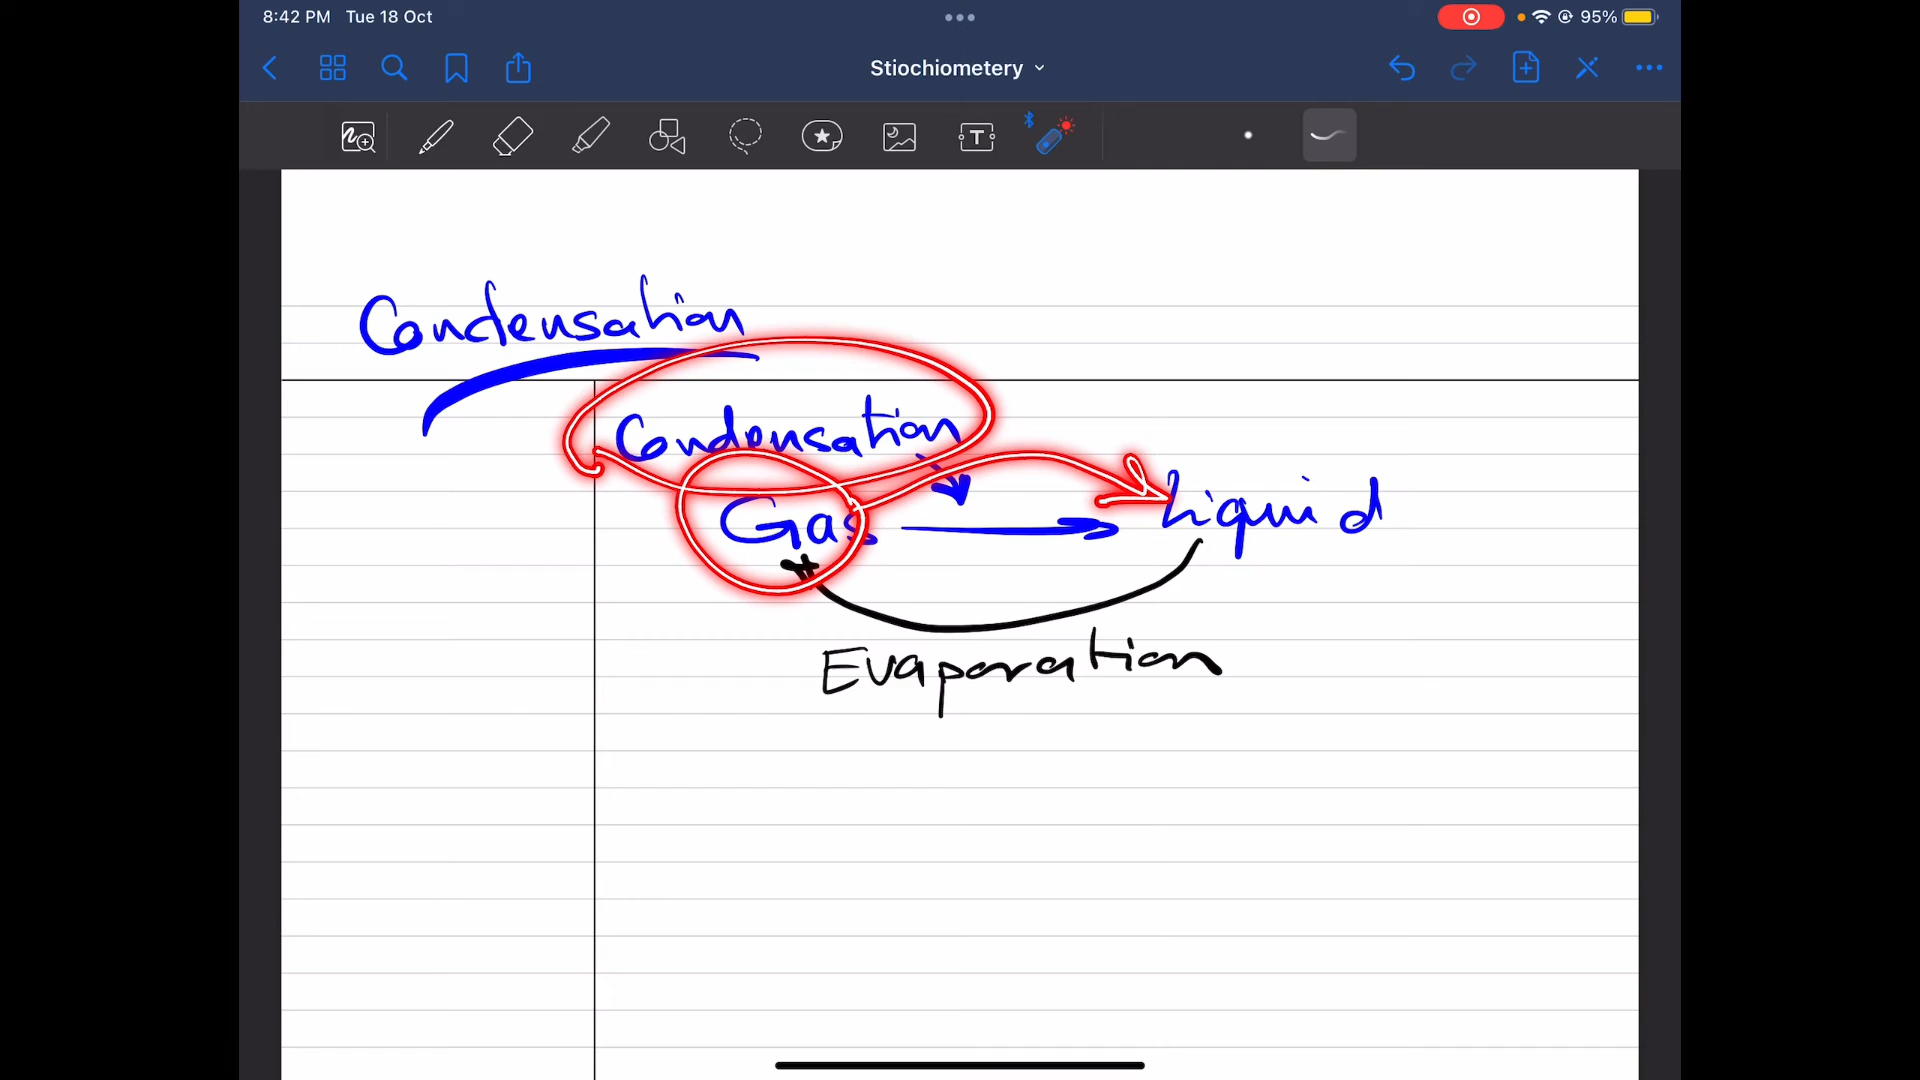 8:42 PM Tue 18 Oct
95%
Stiochiometery
T
Condensation
Condensation
Gas
Liquid
Evaporation